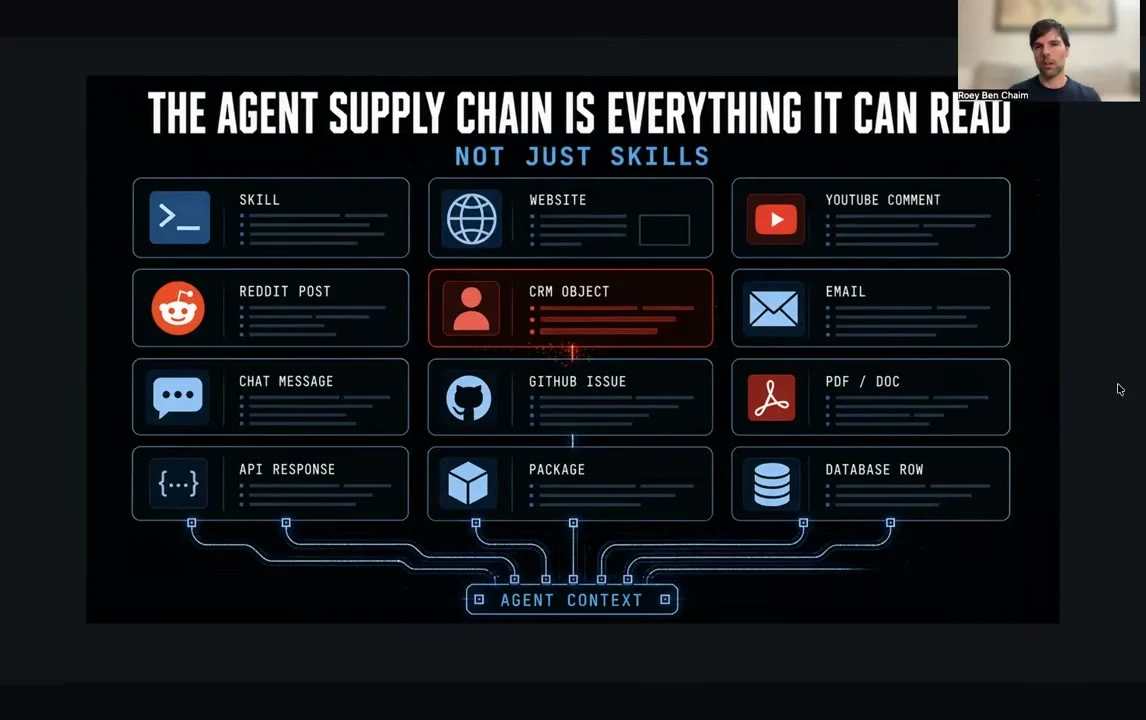 Roey Ben Chaim
THE AGENT SUPPLY CHAIN IS EVERYTHING IT CAN READ
NOT JUST SKILLS
SKILL
WEBSITE
YOUTUBE COMMENT
REDDIT POST
CRM OBJECT
EMAIL
CHAT MESSAGE
GITHUB ISSUE
PDF / DOC
API RESPONSE
PACKAGE
DATABASE ROW
{...}
AGENT CONTEXT